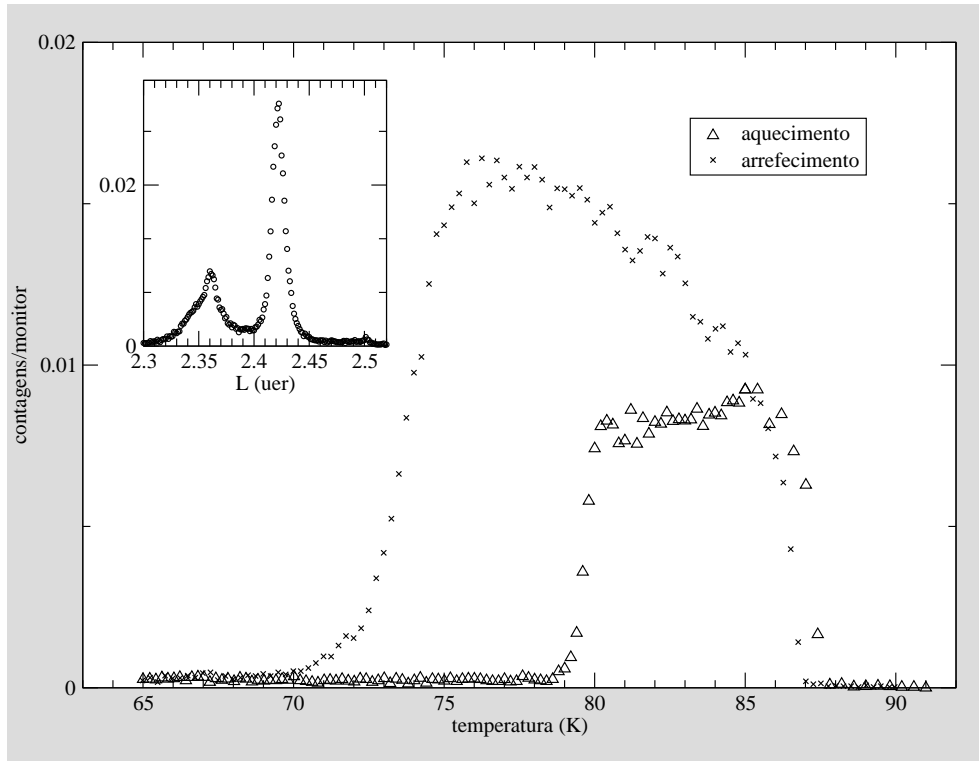 0.02
0.02
aquecimento
arrefecimento
0
2.3 2.35 2.4 2.45 2.5
L (uer)
0.01
contagens/monitor
0
65 70 75 80 85 90
temperatura (K)